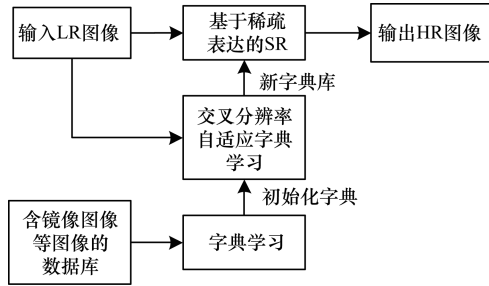 输入LR图像
基于稀疏
表达的SR
输出HR图像
新字典库
交叉分辨率
自适应字典
学习
初始化字典
含镜像图像
等图像的
数据库
字典学习